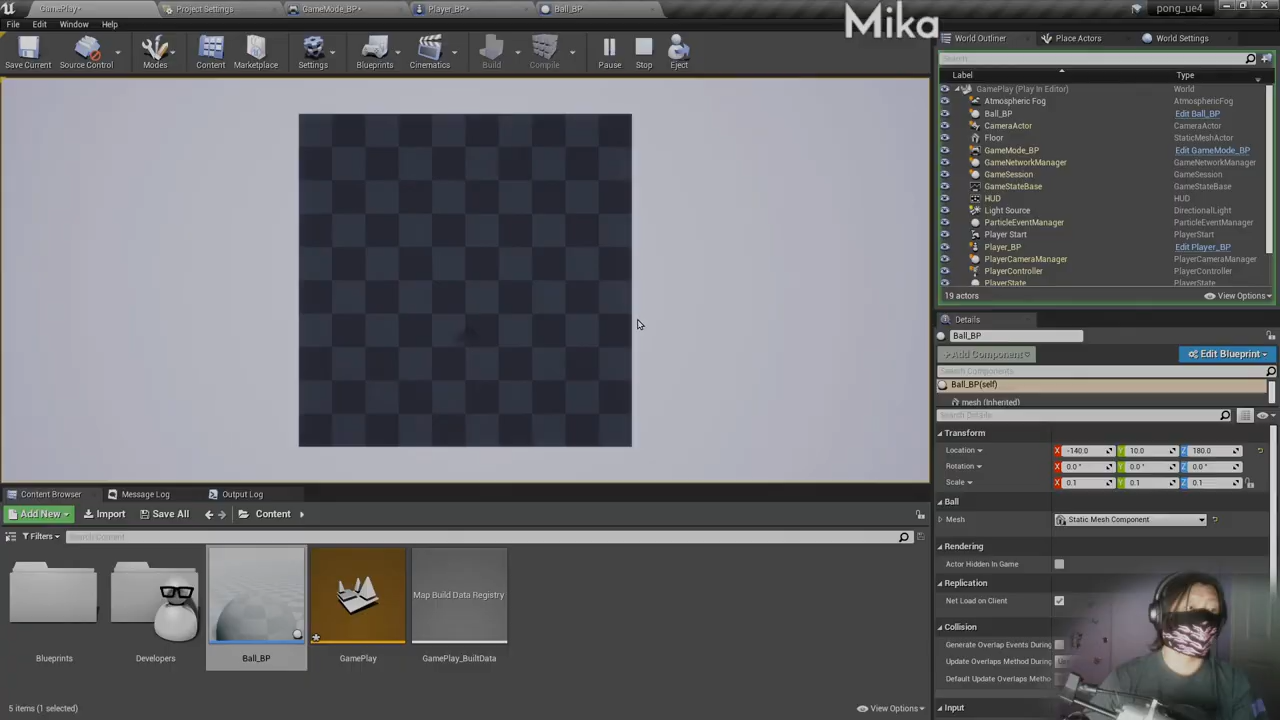 GamePlay*
Project Settings
GameMode_BP*
Player_BP*
Ball_BP
Mika
pong_ue4
File Edit Window Help
Save Current
Source Control
Modes
Content
Marketplace
Settings
Blueprints
Cinematics
Build
Compile
Pause
Stop
Eject
World Outliner
Place Actors
World Settings
Search...
Label Type
GamePlay (Play In Editor) World
Atmospheric Fog AtmosphericFog
Ball_BP Edit Ball_BP
CameraActor CameraActor
Floor StaticMeshActor
GameMode_BP Edit GameMode_BP
GameNetworkManager GameNetworkManager
GameSession GameSession
GameStateBase GameStateBase
HUD HUD
Light Source DirectionalLight
ParticleEventManager ParticleEventManager
Player Start PlayerStart
Player_BP Edit Player_BP
PlayerCameraManager PlayerCameraManager
PlayerController PlayerController
PlayerState PlayerState
19 actors
View Options
Details
Ball_BP
+Add Component
Edit Blueprint
Search Components
Ball_BP(self)
mesh (Inherited)
Search Details
Transform
Location X -140.0 Y 10.0 Z 180.0
Rotation X 0.0 ° Y 0.0 ° Z 0.0 °
Scale X 0.1 Y 0.1 Z 0.1
Ball
Mesh Static Mesh Component
Rendering
Actor Hidden In Game
Replication
Net Load on Client
Collision
Generate Overlap Events During
Update Overlaps Method During
Default Update Overlaps Metho
Input
Content Browser
Message Log
Output Log
Add New
Import
Save All
Content
Filters
Search Content
Map Build Data Registry
Blueprints
Developers
Ball_BP
GamePlay
GamePlay_BuiltData
5 items (1 selected)
View Options